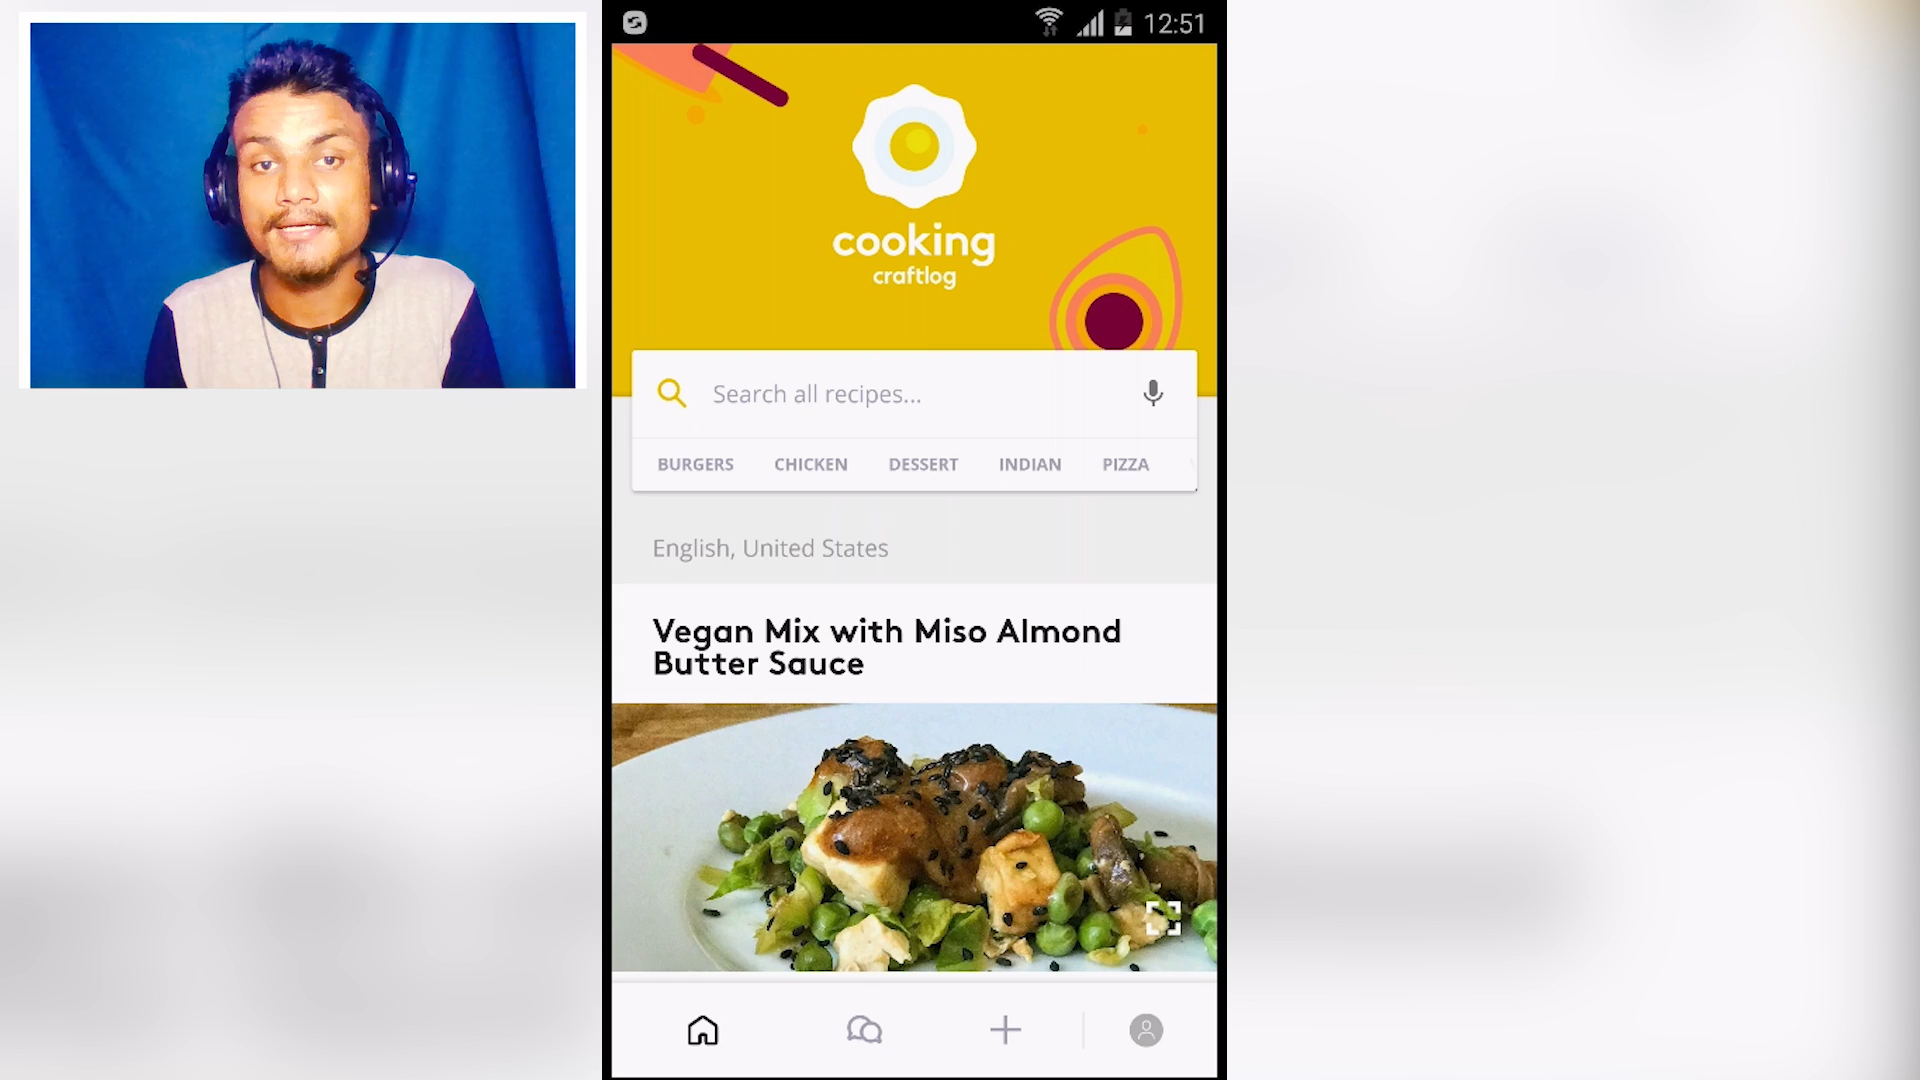 12:51
cooking
craftlog
Search all recipes...
BURGERS CHICKEN DESSERT INDIAN PIZZA
English, United States
Vegan Mix with Miso Almond
Butter Sauce